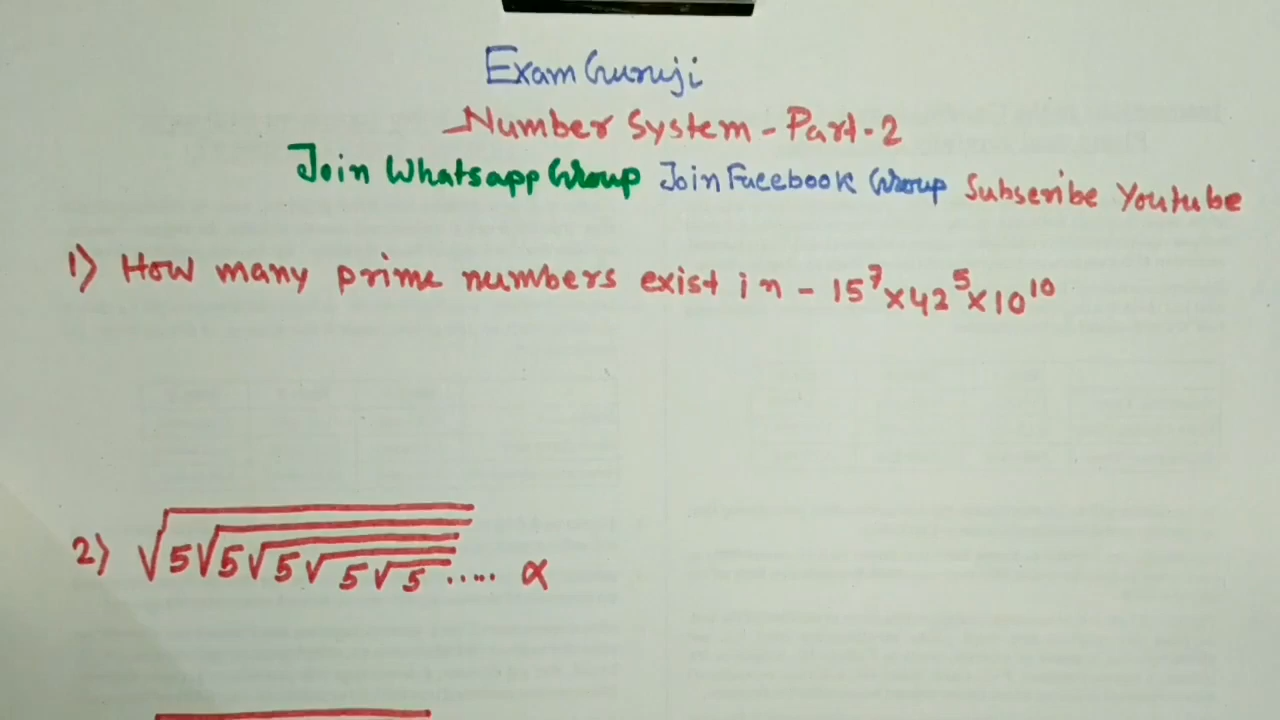 Exam Guruji
Number System - Part-2
Join Whatsapp Group Join Facebook Group Subscribe Youtube
1) How many prime numbers exist in - 15⁷×42⁵×10¹⁰
2) √5√5√5√5√5..... α